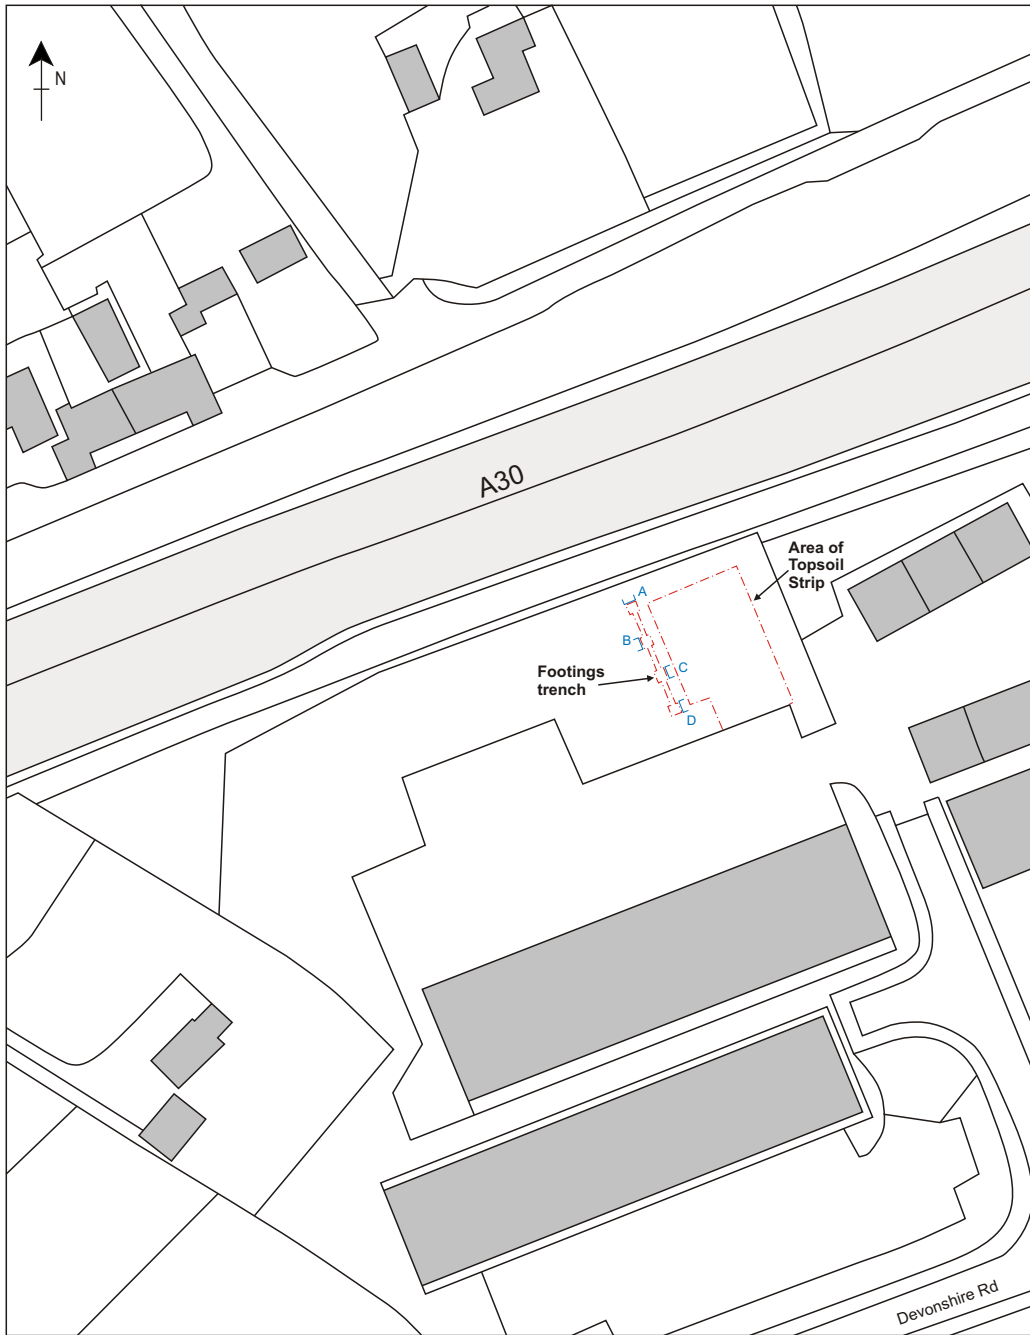 N
A30
Area of
Topsoil
Strip
A
B
Footings
trench
C
D
Devonshire Rd